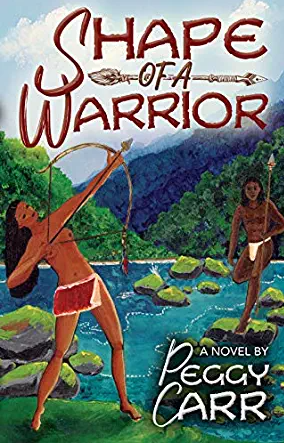 SHAPE
OF A
WARRIOR
A NOVEL BY
PEGGY
CARR